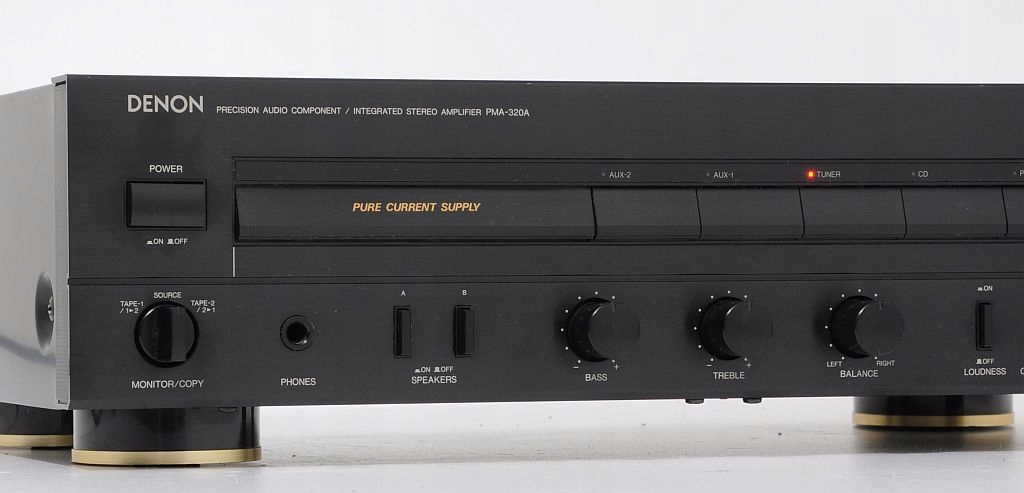 DENON PRECISION AUDIO COMPONENT / INTEGRATED STEREO AMPLIFIER PMA-320A
POWER
ON OFF
PURE CURRENT SUPPLY
AUX-2 AUX-1 TUNER CD P
SOURCE
TAPE-1 TAPE-2
/ 1▸2 / 2▸1
MONITOR/COPY
PHONES
A B
ON OFF
SPEAKERS
- +
BASS
- +
TREBLE
LEFT RIGHT
BALANCE
ON
OFF
LOUDNESS